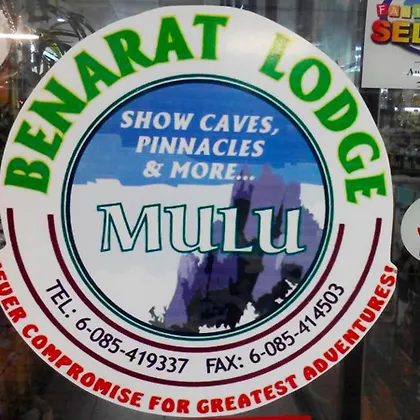 BENARAT LODGE
SHOW CAVES,
PINNACLES
& MORE...
MULU
TEL: 6-085-419337 FAX: 6-085-414503
NEVER COMPROMISE FOR GREATEST ADVENTURES!